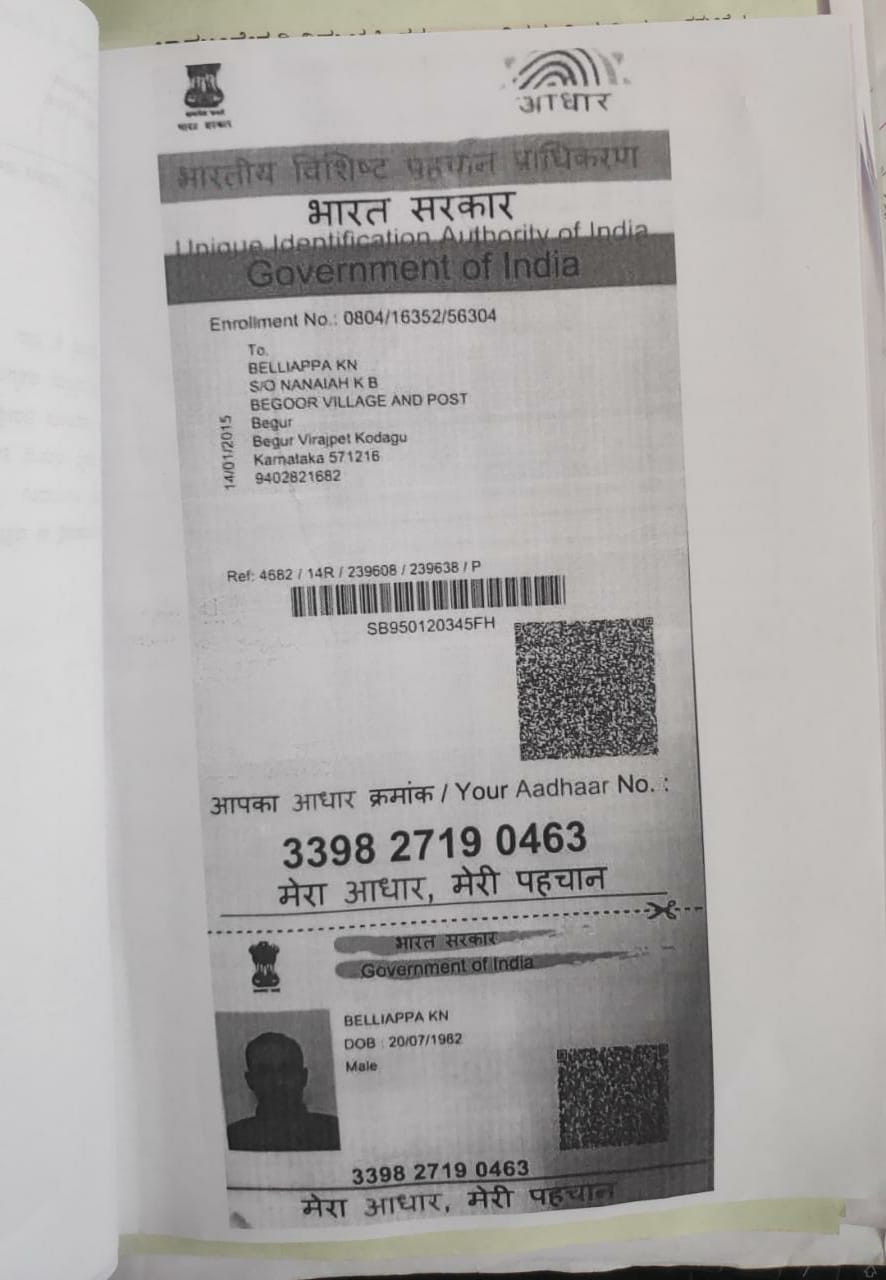 भारत सरकार
आधार
भारतीय विशिष्ट पहचान प्राधिकरण
भारत सरकार
Unique Identification Authority of India
Government of India
Enrollment No.: 0804/16352/56304
To,
BELLIAPPA KN
S/O NANAIAH K B
BEGOOR VILLAGE AND POST
Begur
Begur Virajpet Kodagu
Karnataka 571216
9402821682
14/01/2015
Ref: 4682 / 14R / 239608 / 239638 / P
SB950120345FH
आपका आधार क्रमांक / Your Aadhaar No. :
3398 2719 0463
मेरा आधार, मेरी पहचान
भारत सरकार
Government of India
BELLIAPPA KN
DOB : 20/07/1982
Male
3398 2719 0463
मेरा आधार, मेरी पहचान